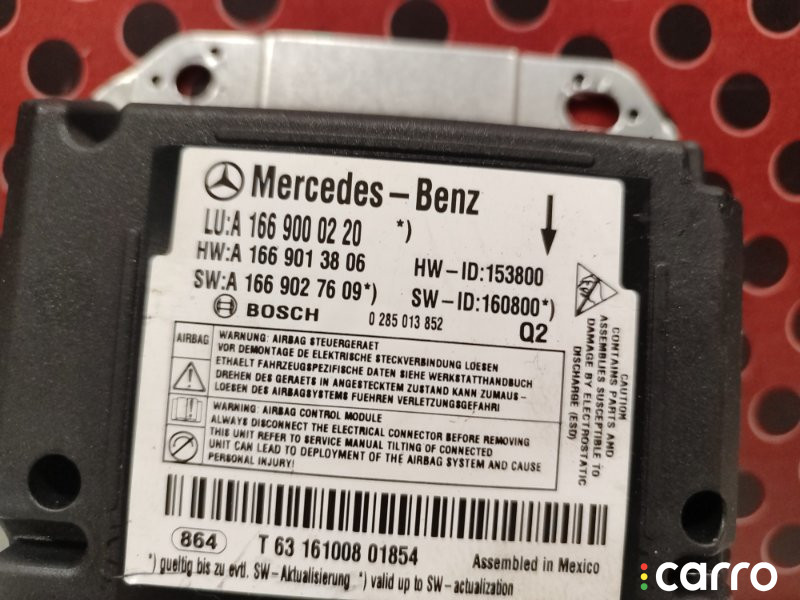 Mercedes-Benz
LU:A 166 900 02 20 *)
HW:A 166 901 38 06
HW-ID:153800
SW:A 166 902 76 09*)
SW-ID:160800*)
BOSCH
0 285 013 852
Q2
AIRBAG
WARNUNG: AIRBAG STEUERGERAET
VOR DEMONTAGE DE ELEKTRISCHE STECKVERBINDUNG LOESEN
ETHAELT FAHRZEUGSPEZIFISCHE DATEN SIEHE WERKSTATTHANDBUCH
DREHEN DES GERAETS IN ANGESTECKTEM ZUSTAND KANN ZUMAUS-
LOESEN DES AIRBAGSYSTEMS FUEHREN VERLETZUNGSGEFAHR!
WARNING: AIRBAG CONTROL MODULE
ALWAYS DISCONNECT THE ELECTRICAL CONNECTOR BEFORE REMOVING
THIS UNIT REFER TO SERVICE MANUAL TILTING OF CONNECTED
UNIT CAN LEAD TO DEPLOYMENT OF THE AIRBAG SYSTEM AND CAUSE
PERSONAL INJURY!
CAUTION
CONTAINS PARTS AND
ASSEMBLIES SUSCEPTIBLE TO
DAMAGE BY ELECTROSTATIC
DISCHARGE (ESD)
864
T 63 161008 01854
Assembled in Mexico
*) gueltig bis zu evtl. SW-Aktualisierung *) valid up to SW-actualization
carro